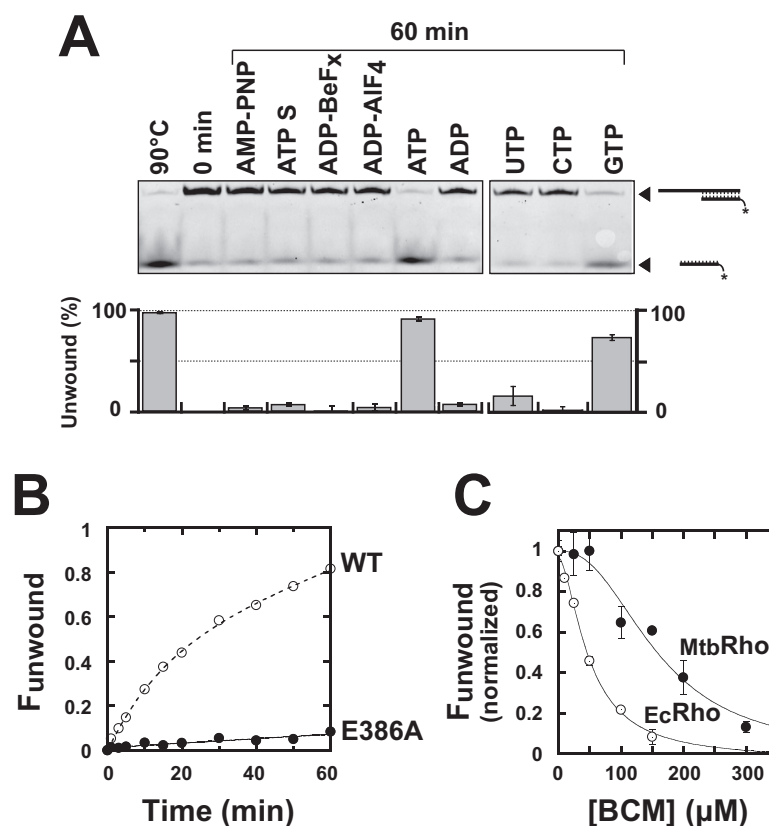 A
60 min
90°C
0 min
AMP-PNP
ATP S
ADP-BeFx
ADP-AlF4
ATP
ADP
UTP
CTP
GTP
*
*
Unwound (%)
100
0
100
0
B
Funwound
1
0.8
0.6
0.4
0.2
0
WT
E386A
0
20
40
60
Time (min)
C
Funwound
(normalized)
1
0.8
0.6
0.4
0.2
0
MtbRho
EcRho
0
100
200
300
[BCM] (µM)